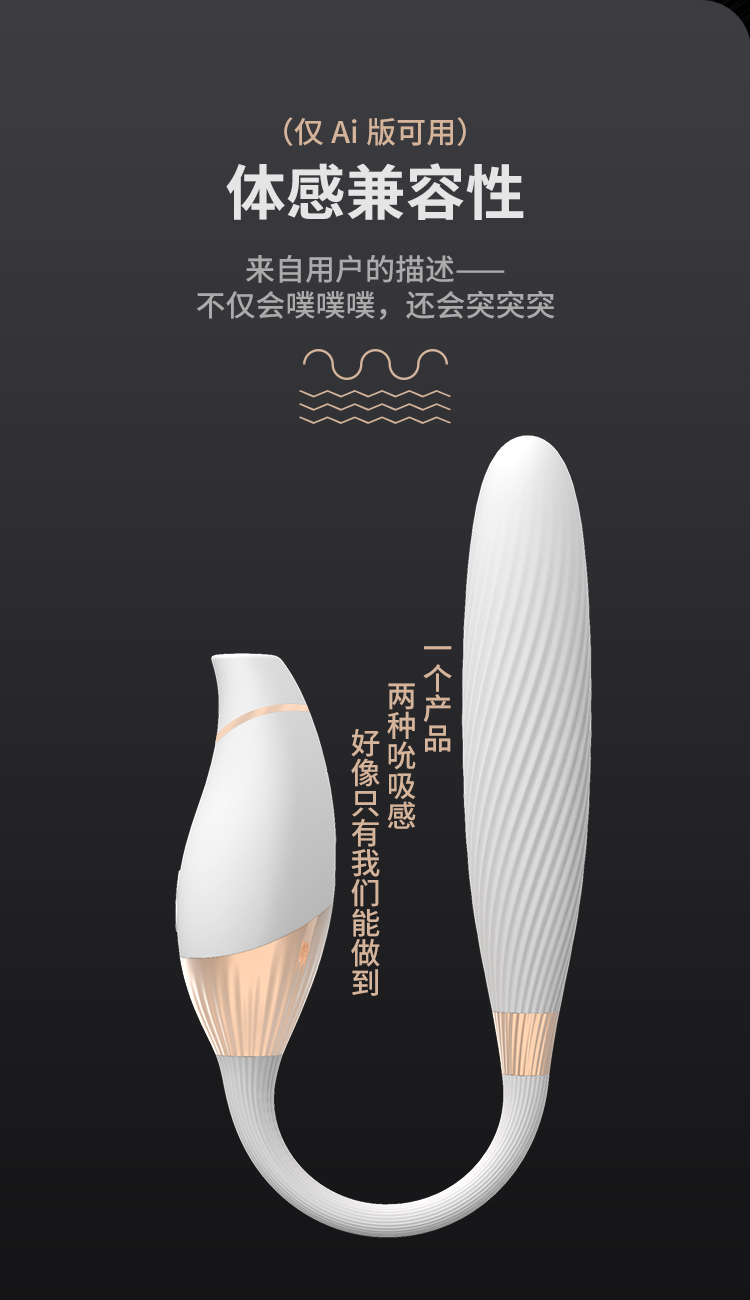 （仅 Ai 版可用）
体感兼容性
来自用户的描述——
不仅会噗噗噗，还会突突突
一个产品
两种吮吸感
好像只有我们能做到